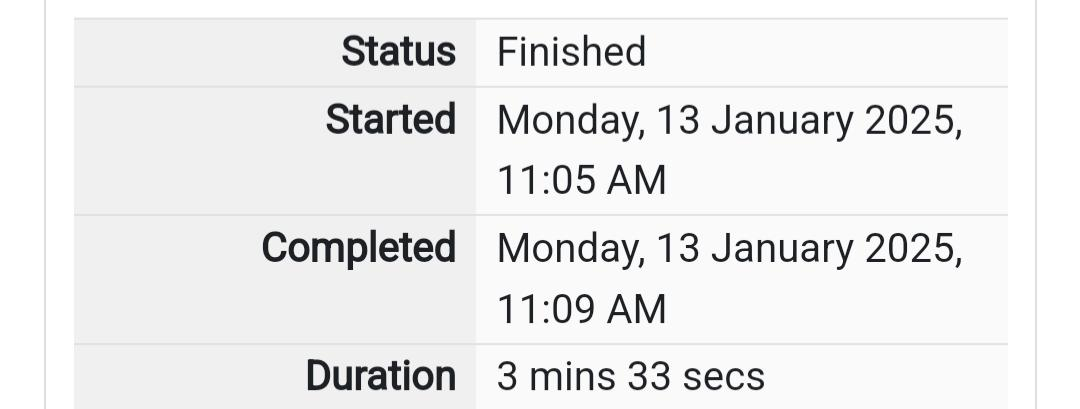 Status Finished
Started Monday, 13 January 2025,
11:05 AM
Completed Monday, 13 January 2025,
11:09 AM
Duration 3 mins 33 secs